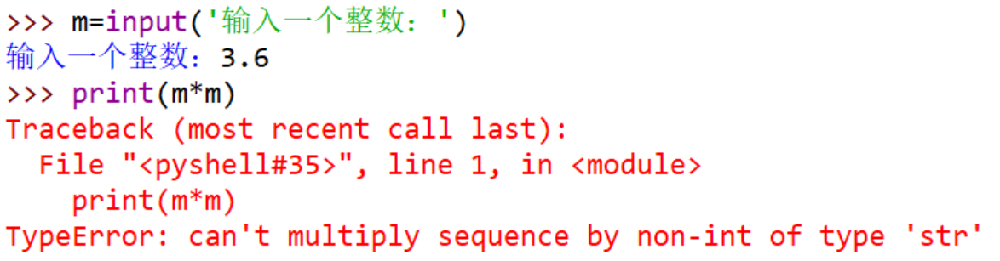 >>> m=input('输入一个整数：')
输入一个整数：3.6
>>> print(m*m)
Traceback (most recent call last):
  File "<pyshell#35>", line 1, in <module>
    print(m*m)
TypeError: can't multiply sequence by non-int of type 'str'